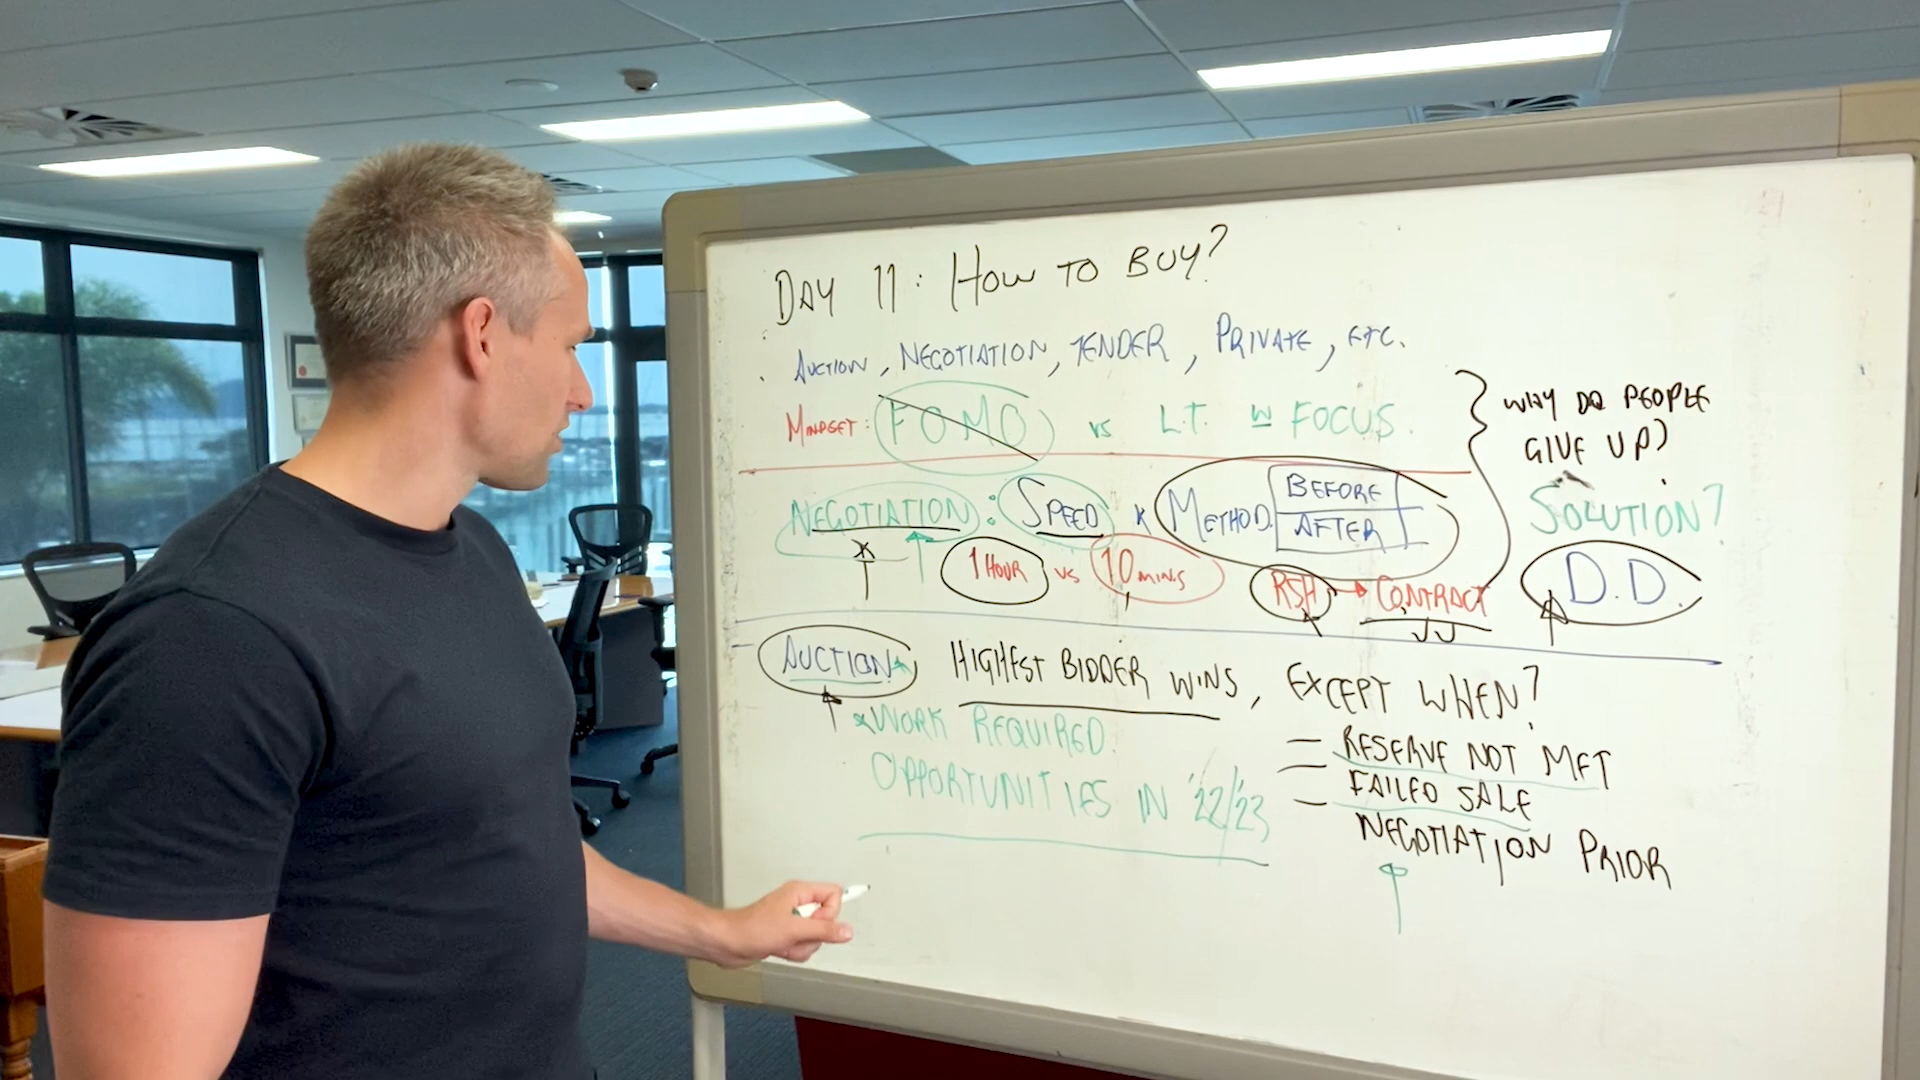 DAY 11: HOW TO BUY?
AUCTION, NEGOTIATION, TENDER, PRIVATE, ETC.
MINDSET: FOMO vs L.T. W FOCUS.
WHY DO PEOPLE
GIVE UP?
SOLUTION?
D.D.
NEGOTIATION: SPEED X METHOD BEFORE
AFTER
1 HOUR vs 10 MINS
RSH → CONTRACT
AUCTION HIGHEST BIDDER WINS, EXCEPT WHEN?
WORK REQUIRED
OPPORTUNITIES IN '22/'23
– RESERVE NOT MET
– FAILED SALE
– NEGOTIATION PRIOR